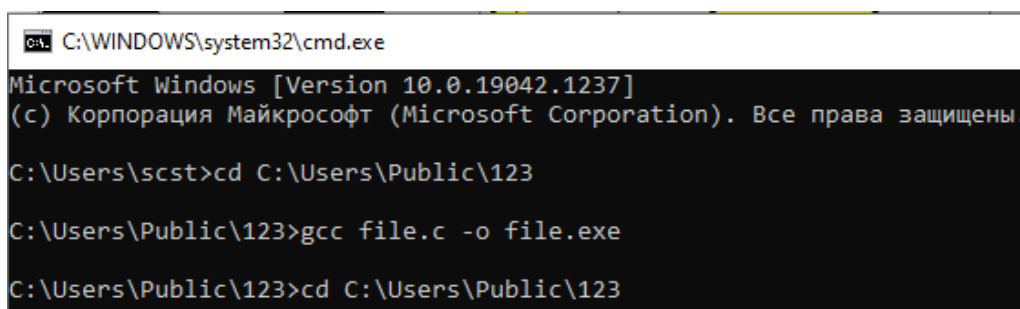 C:\WINDOWS\system32\cmd.exe
Microsoft Windows [Version 10.0.19042.1237]
(c) Корпорация Майкрософт (Microsoft Corporation). Все права защищены.
C:\Users\scst>cd C:\Users\Public\123
C:\Users\Public\123>gcc file.c -o file.exe
C:\Users\Public\123>cd C:\Users\Public\123